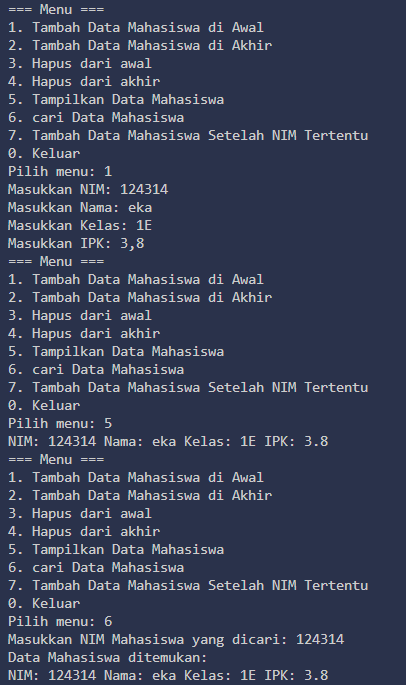 === Menu ===
1. Tambah Data Mahasiswa di Awal
2. Tambah Data Mahasiswa di Akhir
3. Hapus dari awal
4. Hapus dari akhir
5. Tampilkan Data Mahasiswa
6. cari Data Mahasiswa
7. Tambah Data Mahasiswa Setelah NIM Tertentu
0. Keluar
Pilih menu: 1
Masukkan NIM: 124314
Masukkan Nama: eka
Masukkan Kelas: 1E
Masukkan IPK: 3,8
=== Menu ===
1. Tambah Data Mahasiswa di Awal
2. Tambah Data Mahasiswa di Akhir
3. Hapus dari awal
4. Hapus dari akhir
5. Tampilkan Data Mahasiswa
6. cari Data Mahasiswa
7. Tambah Data Mahasiswa Setelah NIM Tertentu
0. Keluar
Pilih menu: 5
NIM: 124314 Nama: eka Kelas: 1E IPK: 3.8
=== Menu ===
1. Tambah Data Mahasiswa di Awal
2. Tambah Data Mahasiswa di Akhir
3. Hapus dari awal
4. Hapus dari akhir
5. Tampilkan Data Mahasiswa
6. cari Data Mahasiswa
7. Tambah Data Mahasiswa Setelah NIM Tertentu
0. Keluar
Pilih menu: 6
Masukkan NIM Mahasiswa yang dicari: 124314
Data Mahasiswa ditemukan:
NIM: 124314 Nama: eka Kelas: 1E IPK: 3.8